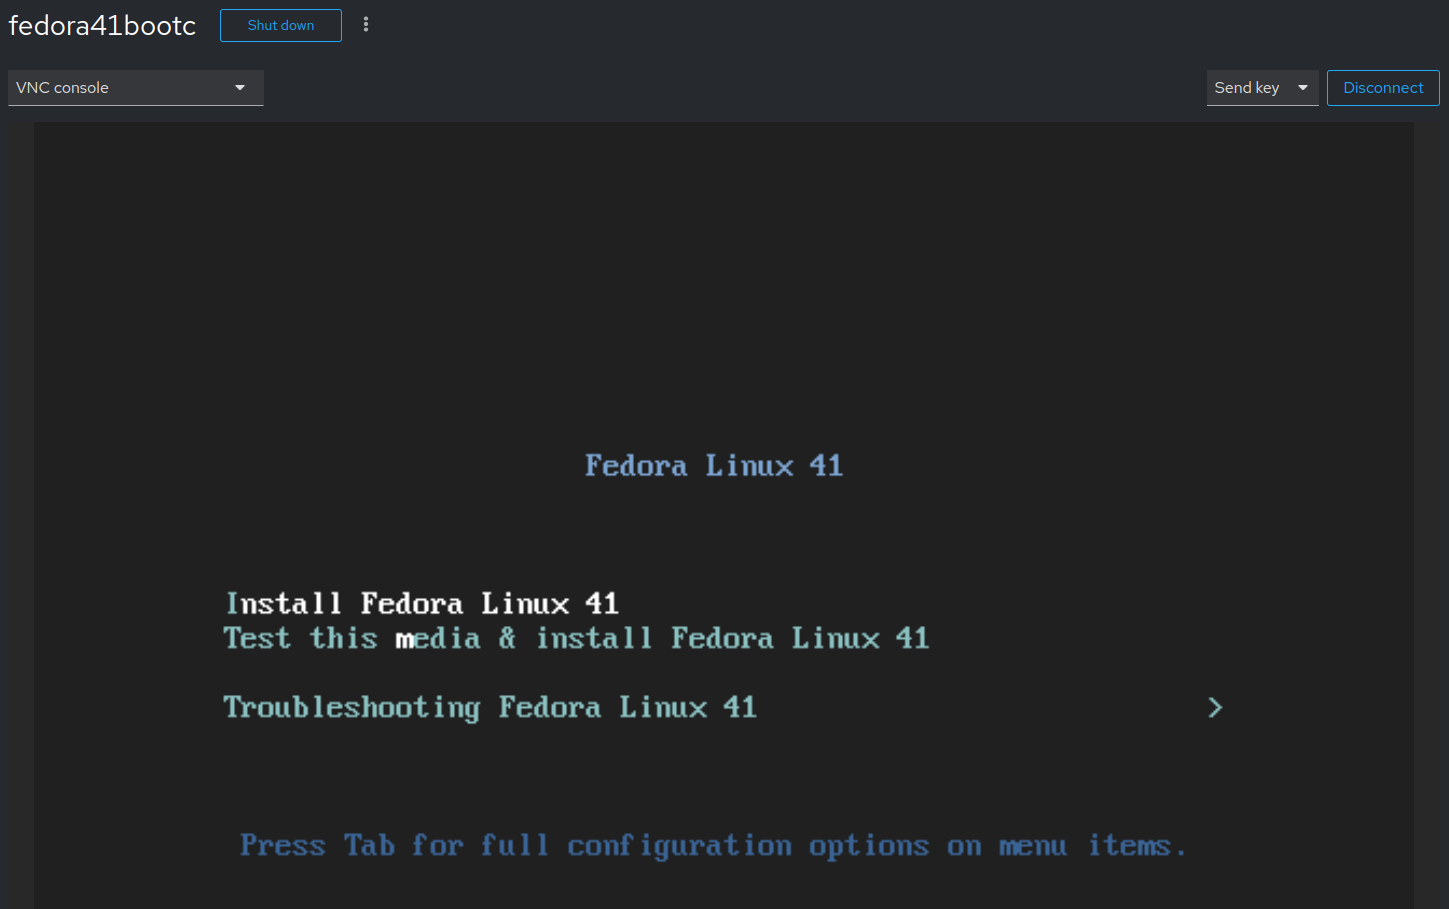 fedora41bootc Shut down
VNC console Send key Disconnect
Fedora Linux 41
Install Fedora Linux 41
Test this media & install Fedora Linux 41
Troubleshooting Fedora Linux 41 >
Press Tab for full configuration options on menu items.